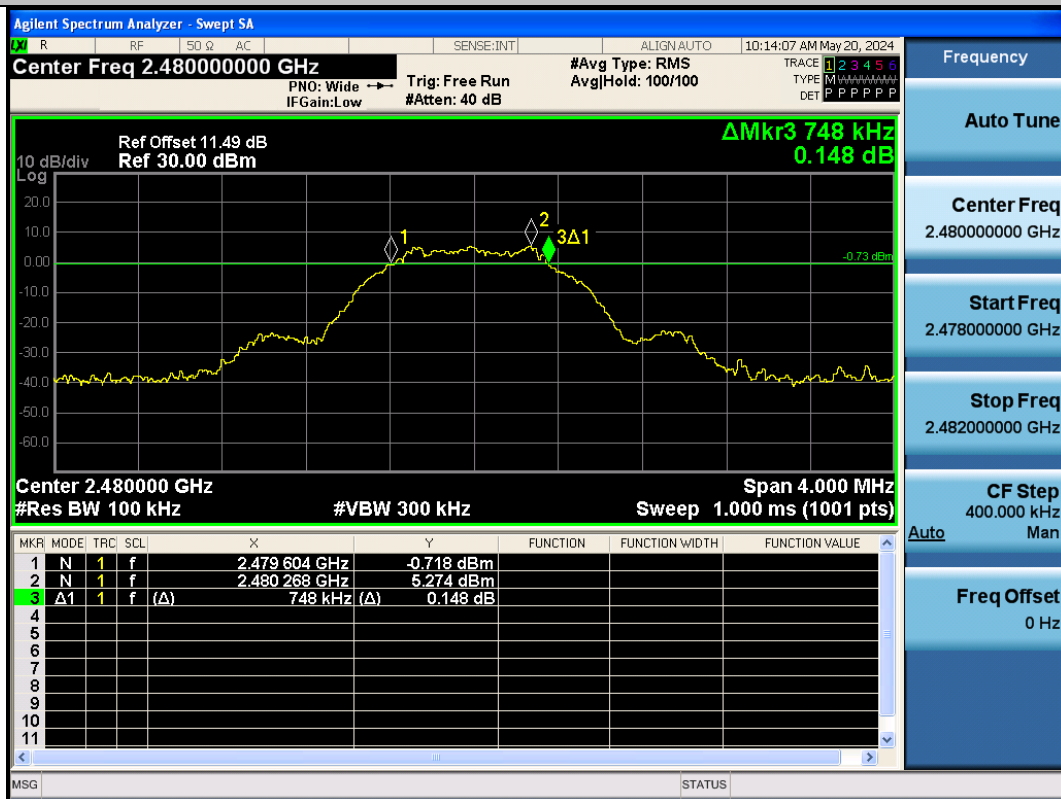 Agilent Spectrum Analyzer - Swept SA
LXI R RF 50 Ω AC SENSE:INT ALIGN AUTO 10:14:07 AM May 20, 2024
Center Freq 2.480000000 GHz
PNO: Wide
IFGain:Low
Trig: Free Run
#Atten: 40 dB
#Avg Type: RMS
Avg|Hold: 100/100
TRACE 1 2 3 4 5 6
TYPE M
DET P P P P P P
ΔMkr3 748 kHz
0.148 dB
Ref Offset 11.49 dB
10 dB/div Ref 30.00 dBm
Log
20.0
10.0
0.00
-10.0
-20.0
-30.0
-40.0
-50.0
-60.0
1
2
3Δ1
-0.73 dBm
Center 2.480000 GHz Span 4.000 MHz
#Res BW 100 kHz #VBW 300 kHz Sweep 1.000 ms (1001 pts)
MKR MODE TRC SCL X Y FUNCTION FUNCTION WIDTH FUNCTION VALUE
1 N 1 f 2.479 604 GHz -0.718 dBm
2 N 1 f 2.480 268 GHz 5.274 dBm
3 Δ1 1 f (Δ) 748 kHz (Δ) 0.148 dB
4
5
6
7
8
9
10
11
MSG STATUS
Frequency
Auto Tune
Center Freq
2.480000000 GHz
Start Freq
2.478000000 GHz
Stop Freq
2.482000000 GHz
CF Step
400.000 kHz
Auto Man
Freq Offset
0 Hz